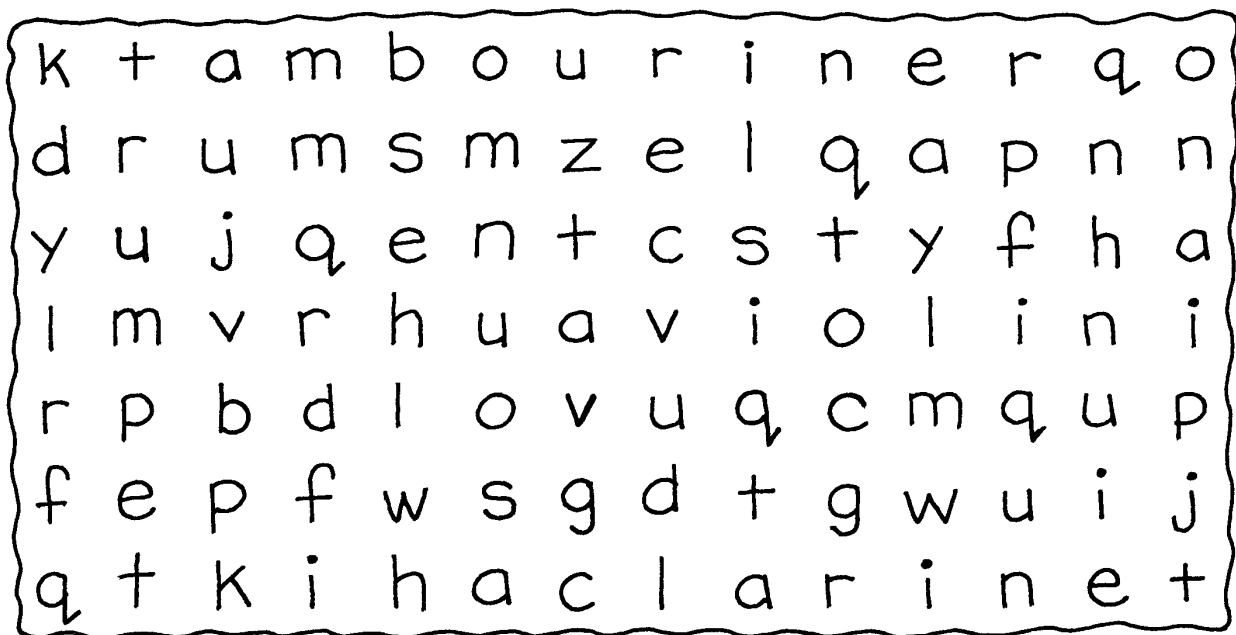 k t a m b o u r i n e r q o
d r u m s m z e l q a p n n
y u j q e n t c s t y f h a
l m v r h u a v i o l i n i
r p b d l o v u q c m q u p
f e p f w s g d t g w u i j
q t k i h a c l a r i n e t